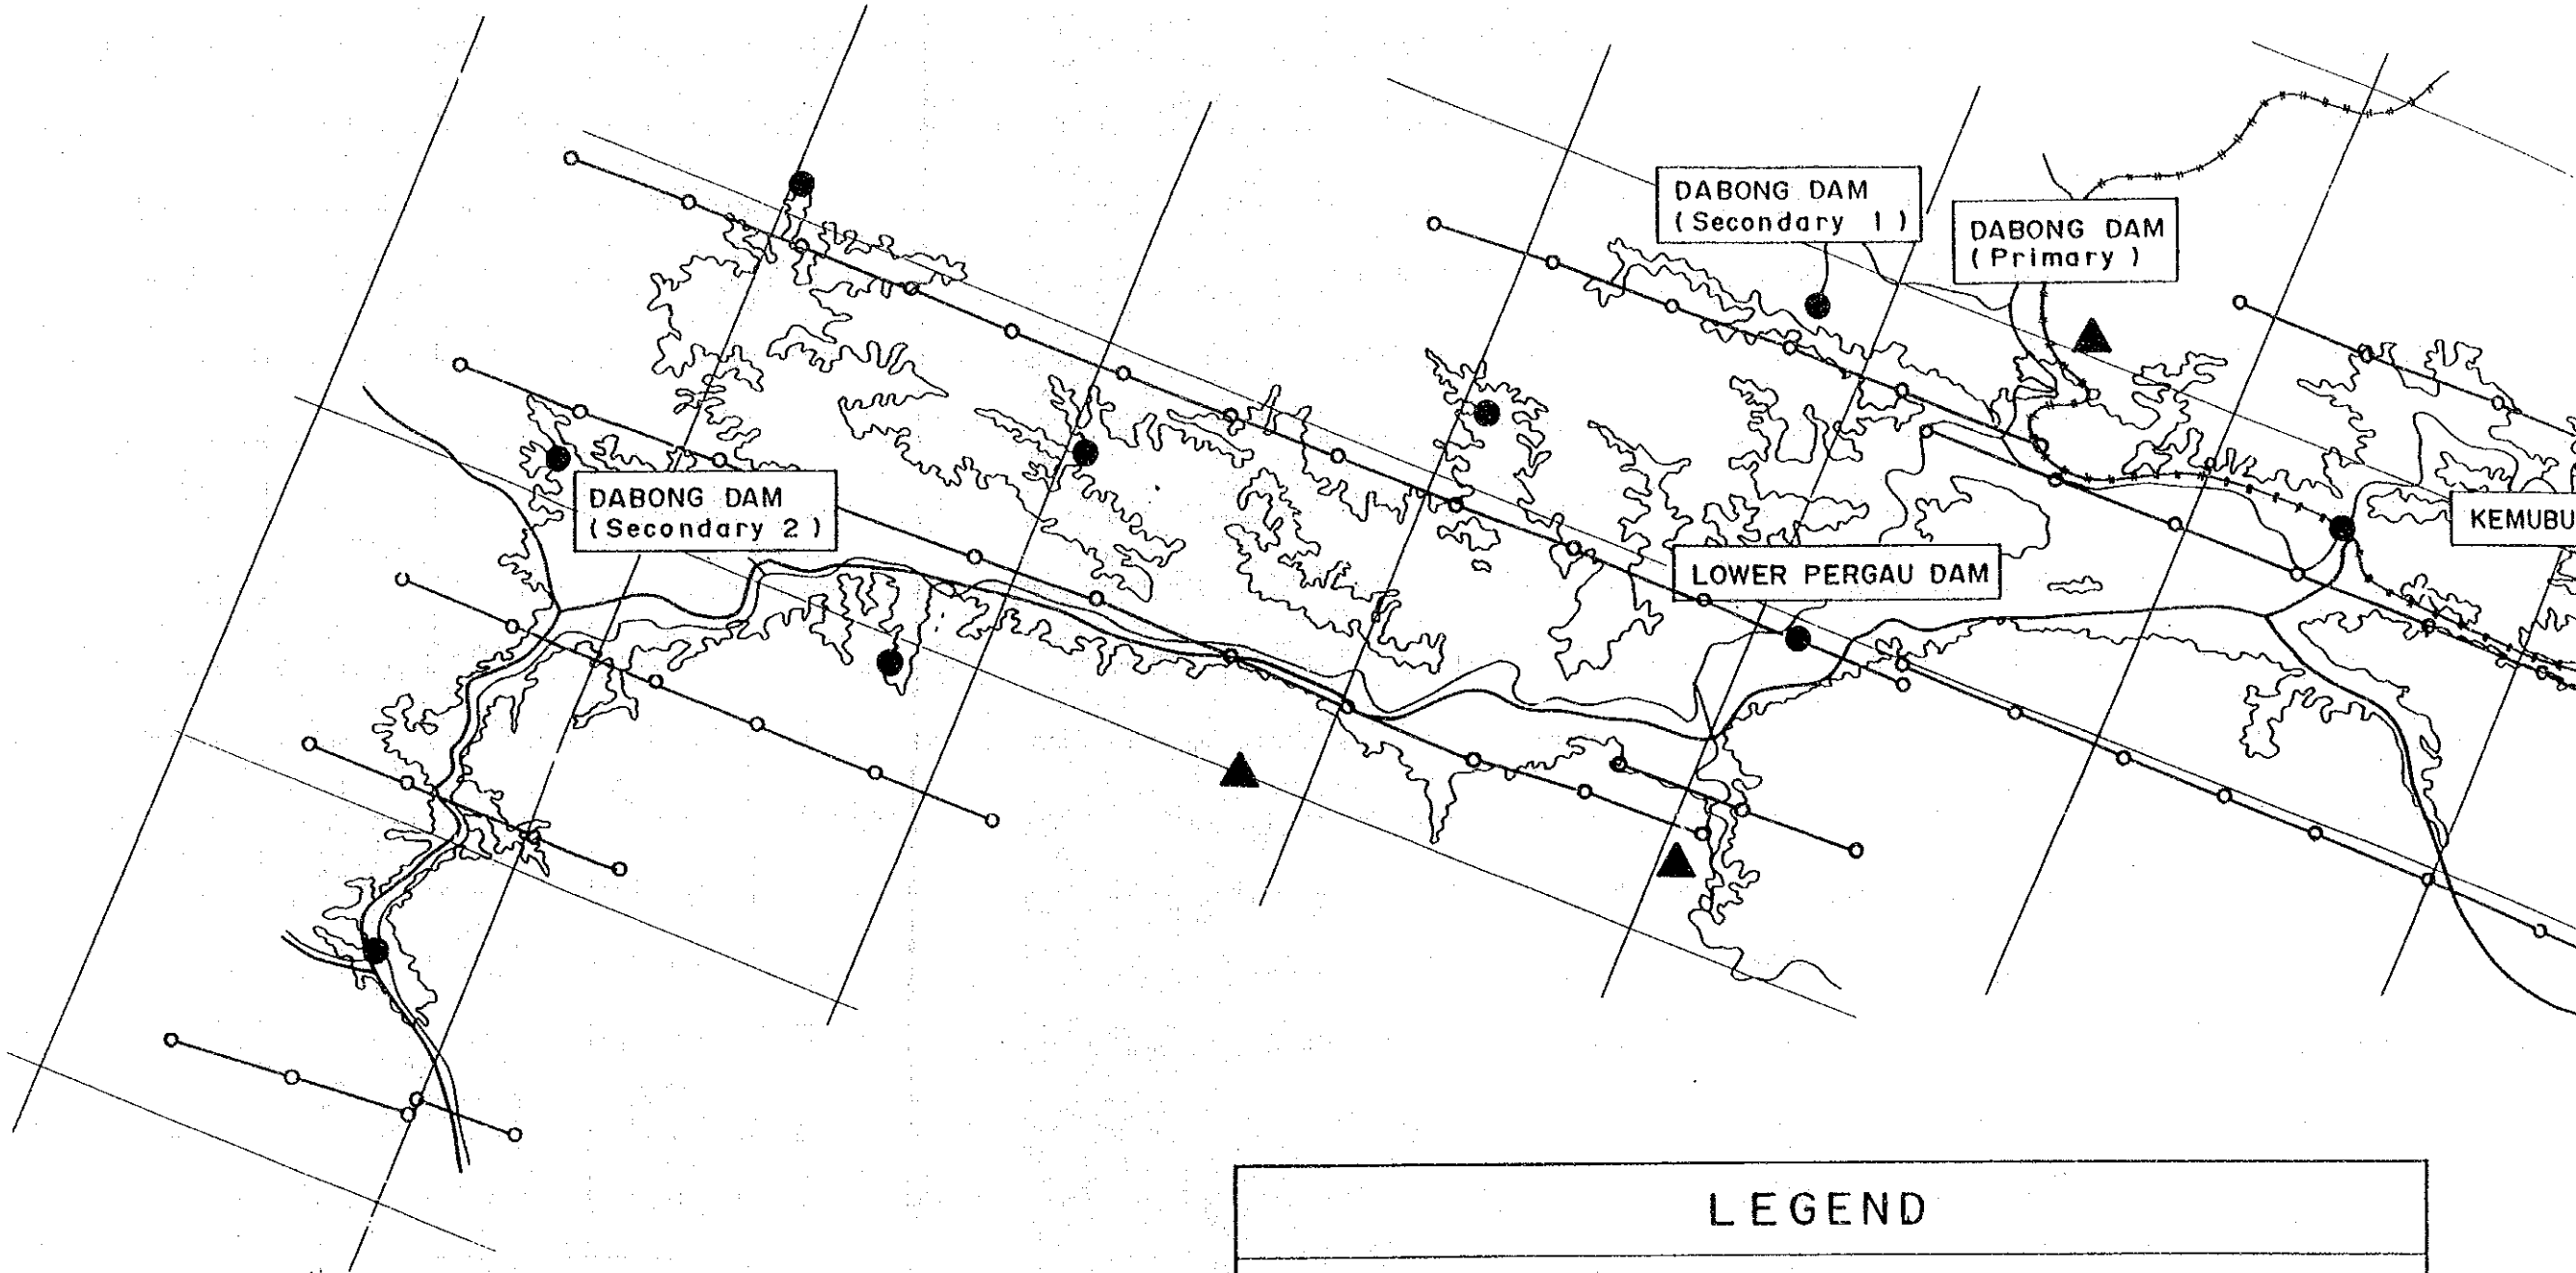 DABONG DAM
(Secondary 1)
DABONG DAM
(Primary)
DABONG DAM
(Secondary 2)
KEMUBU
LOWER PERGAU DAM
LEGEND